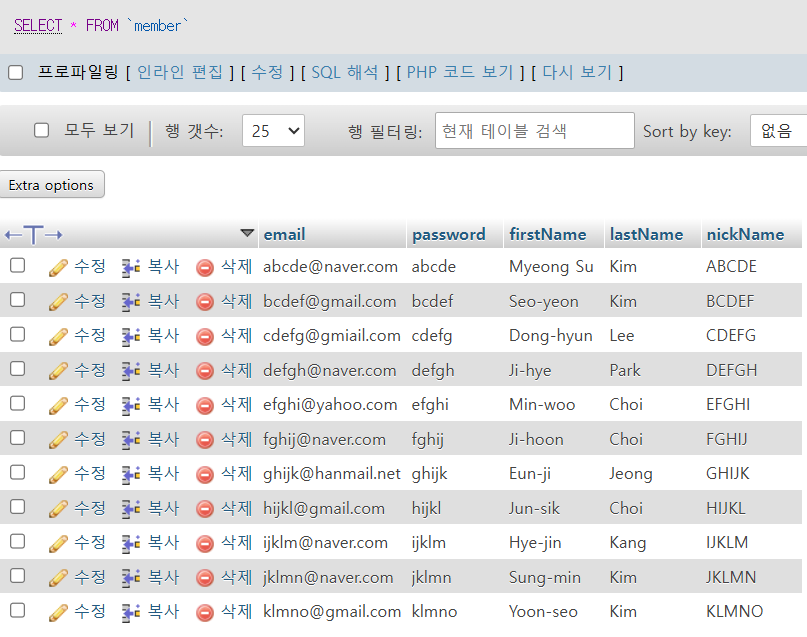 SELECT * FROM `member`
프로파일링 [ 인라인 편집 ] [ 수정 ] [ SQL 해석 ] [ PHP 코드 보기 ] [ 다시 보기 ]
모두 보기 행 갯수: 25 행 필터링: 현재 테이블 검색 Sort by key: 없음
Extra options
←T→ email password firstName lastName nickName
수정 복사 삭제 abcde@naver.com abcde Myeong Su Kim ABCDE
수정 복사 삭제 bcdef@gmail.com bcdef Seo-yeon Kim BCDEF
수정 복사 삭제 cdefg@gmiail.com cdefg Dong-hyun Lee CDEFG
수정 복사 삭제 defgh@naver.com defgh Ji-hye Park DEFGH
수정 복사 삭제 efghi@yahoo.com efghi Min-woo Choi EFGHI
수정 복사 삭제 fghij@naver.com fghij Ji-hoon Choi FGHIJ
수정 복사 삭제 ghijk@hanmail.net ghijk Eun-ji Jeong GHIJK
수정 복사 삭제 hijkl@gmail.com hijkl Jun-sik Choi HIJKL
수정 복사 삭제 ijklm@naver.com ijklm Hye-jin Kang IJKLM
수정 복사 삭제 jklmn@naver.com jklmn Sung-min Kim JKLMN
수정 복사 삭제 klmno@gmail.com klmno Yoon-seo Kim KLMNO